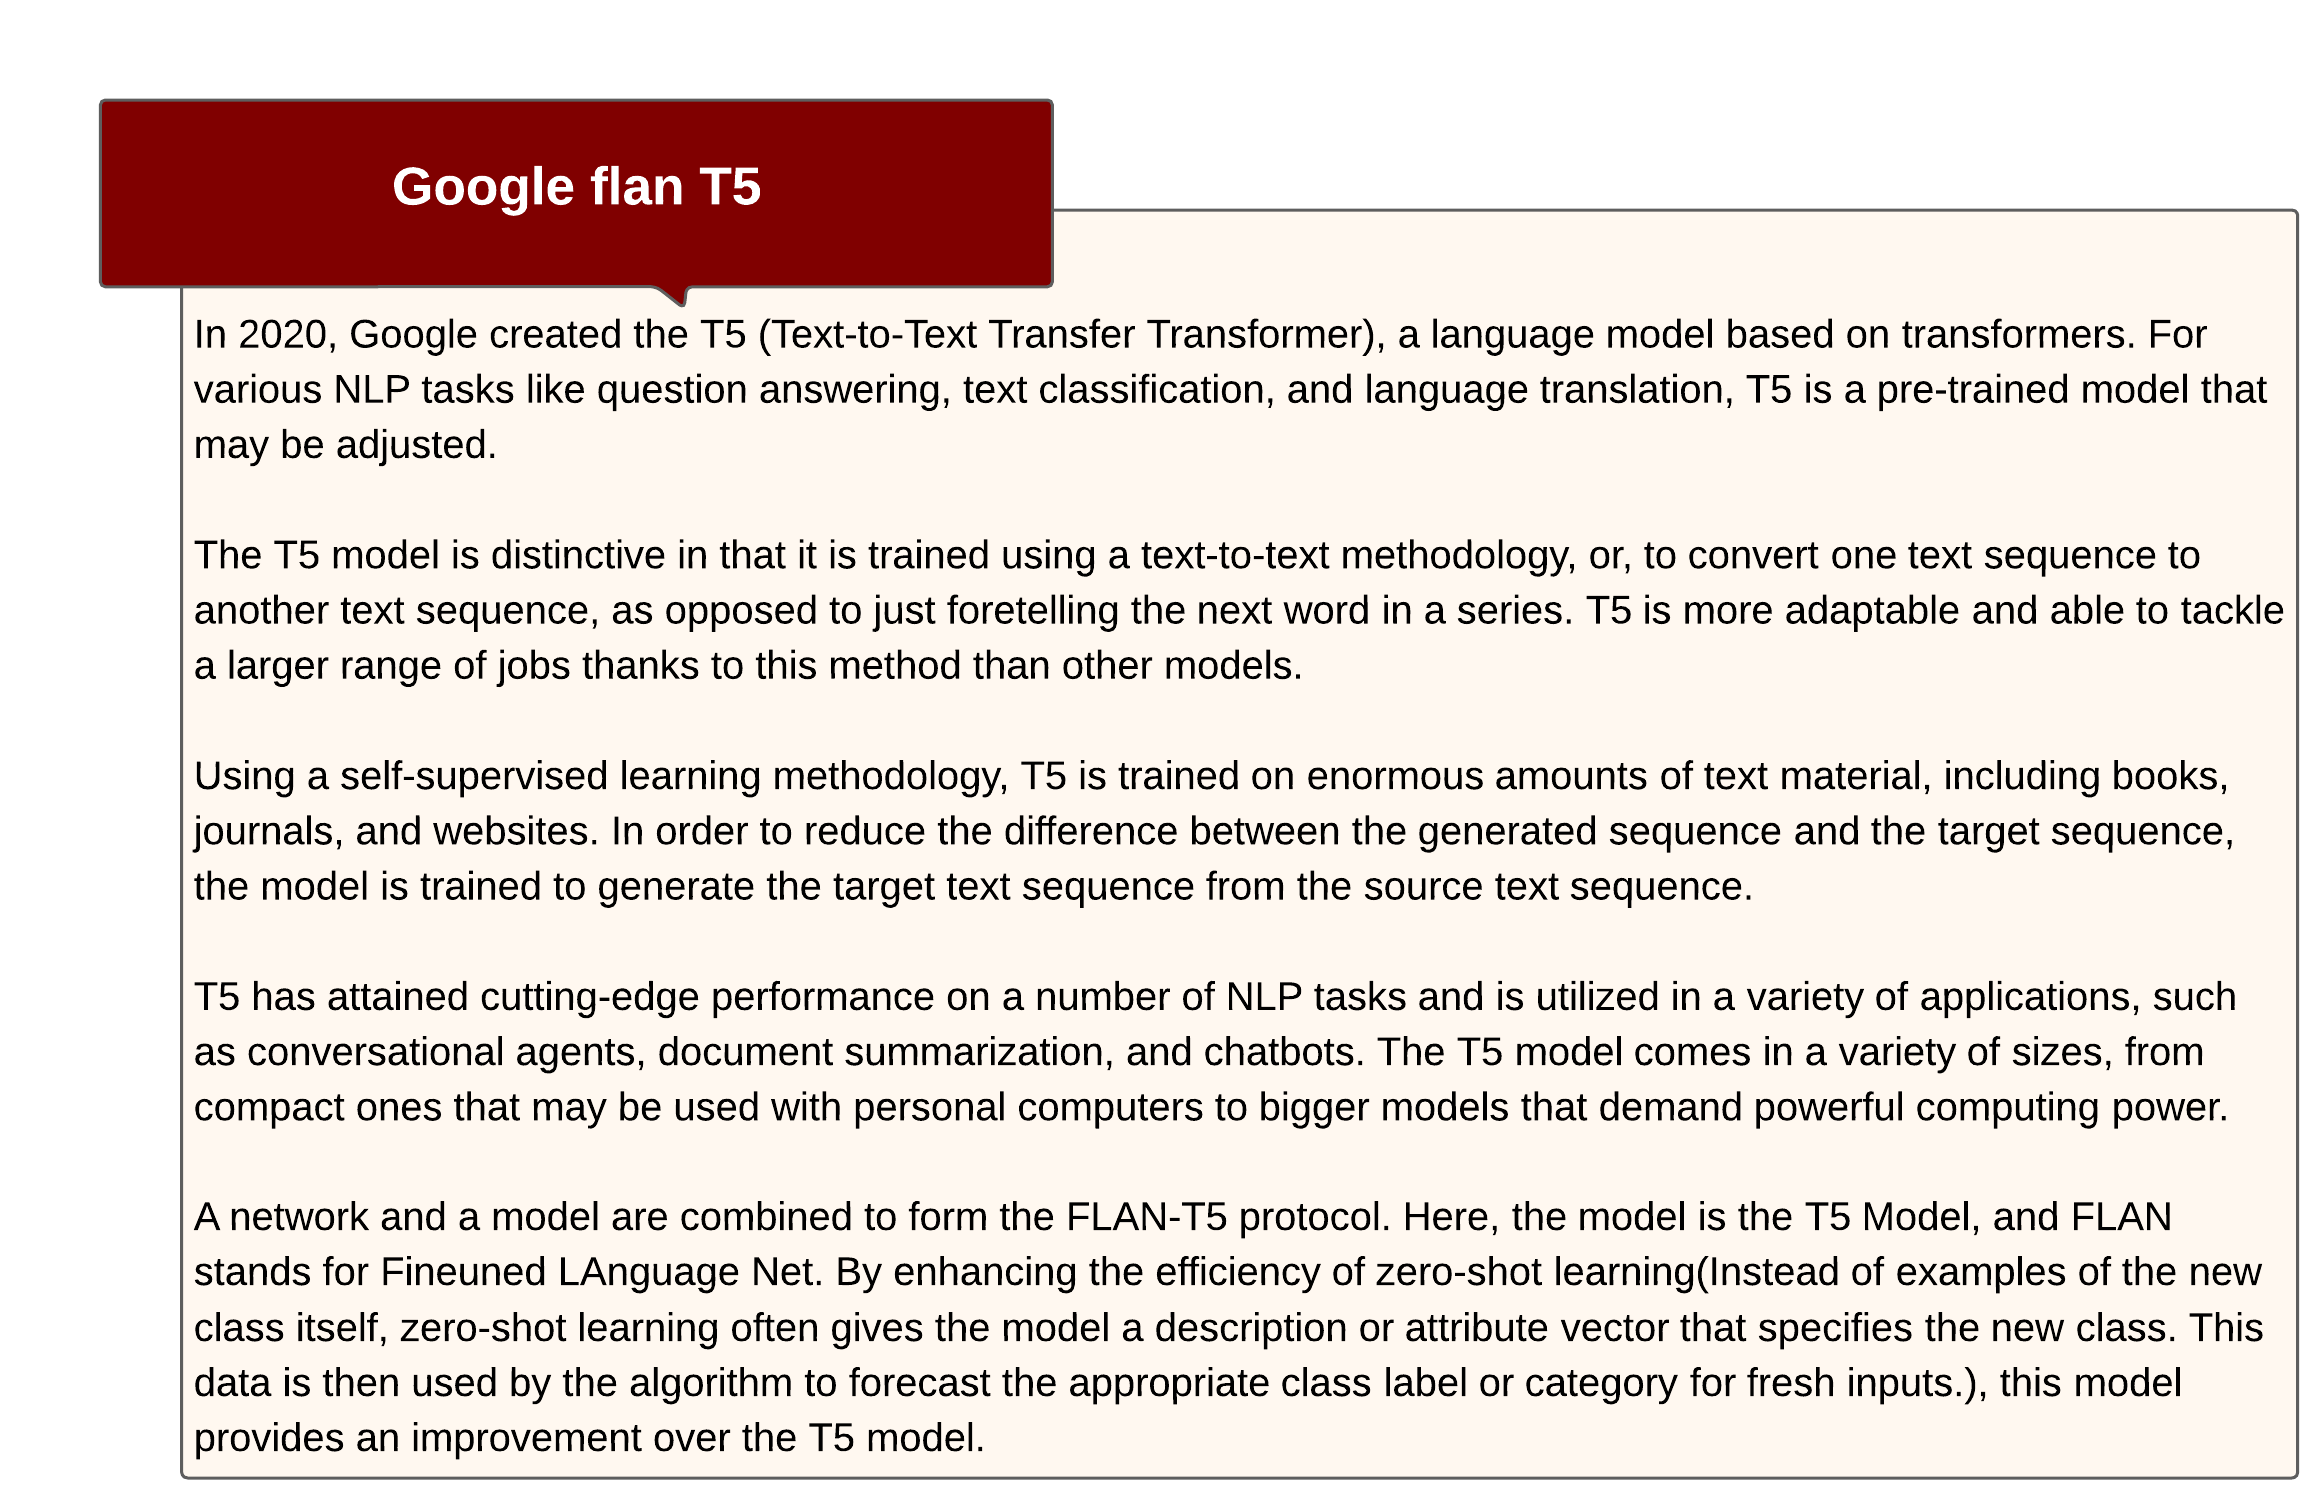 Google flan T5
In 2020, Google created the T5 (Text-to-Text Transfer Transformer), a language model based on transformers. For
various NLP tasks like question answering, text classification, and language translation, T5 is a pre-trained model that
may be adjusted.
The T5 model is distinctive in that it is trained using a text-to-text methodology, or, to convert one text sequence to
another text sequence, as opposed to just foretelling the next word in a series. T5 is more adaptable and able to tackle
a larger range of jobs thanks to this method than other models.
Using a self-supervised learning methodology, T5 is trained on enormous amounts of text material, including books,
journals, and websites. In order to reduce the difference between the generated sequence and the target sequence,
the model is trained to generate the target text sequence from the source text sequence.
T5 has attained cutting-edge performance on a number of NLP tasks and is utilized in a variety of applications, such
as conversational agents, document summarization, and chatbots. The T5 model comes in a variety of sizes, from
compact ones that may be used with personal computers to bigger models that demand powerful computing power.
A network and a model are combined to form the FLAN-T5 protocol. Here, the model is the T5 Model, and FLAN
stands for Fineuned LAnguage Net. By enhancing the efficiency of zero-shot learning(Instead of examples of the new
class itself, zero-shot learning often gives the model a description or attribute vector that specifies the new class. This
data is then used by the algorithm to forecast the appropriate class label or category for fresh inputs.), this model
provides an improvement over the T5 model.